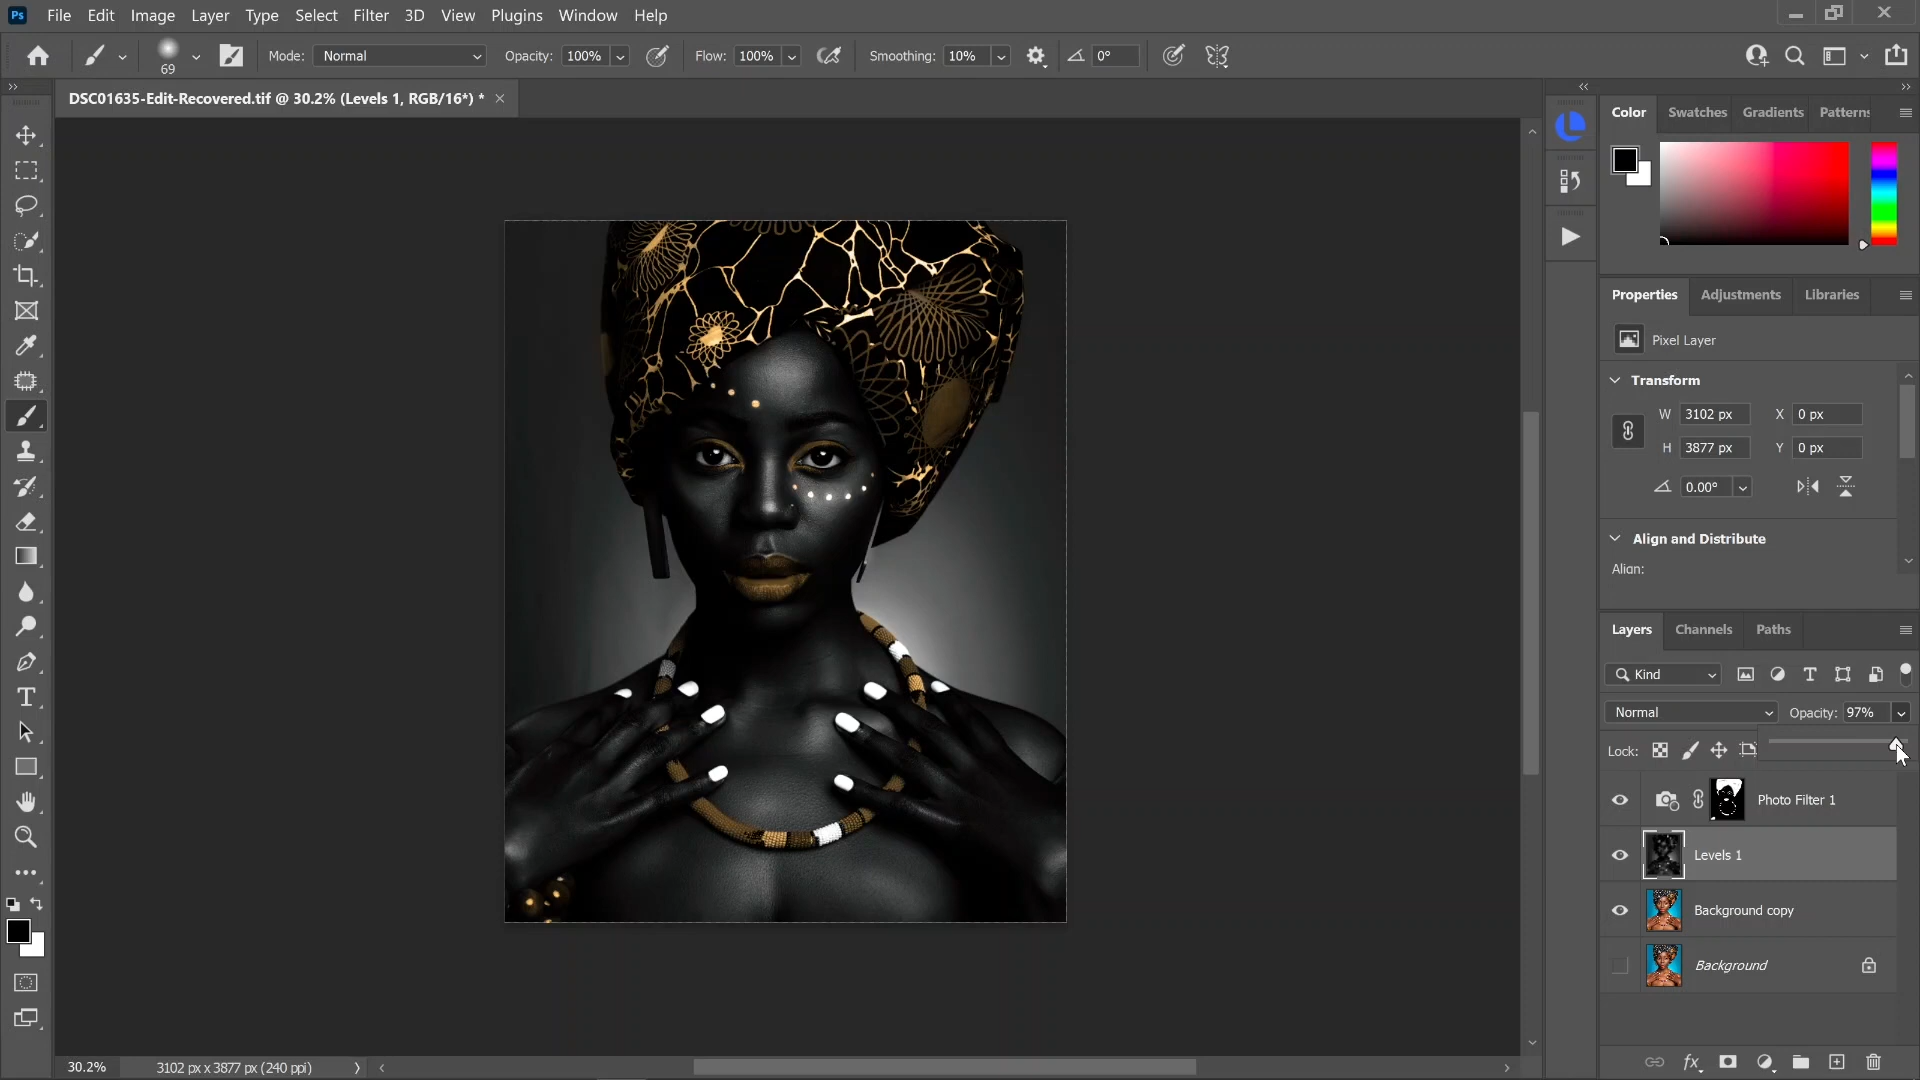 Ps File Edit Image Layer Type Select Filter 3D View Plugins Window Help
69 Mode: Normal Opacity: 100% Flow: 100% Smoothing: 10% 0°
DSC01635-Edit-Recovered.tif @ 30.2% (Levels 1, RGB/16*) *
Color Swatches Gradients Patterns
Properties Adjustments Libraries
Pixel Layer
Transform
W 3102 px X 0 px
H 3877 px Y 0 px
0.00°
Align and Distribute
Align:
Layers Channels Paths
Kind
Normal Opacity: 97%
Lock:
Photo Filter 1
Levels 1
Background copy
Background
30.2% 3102 px x 3877 px (240 ppi)